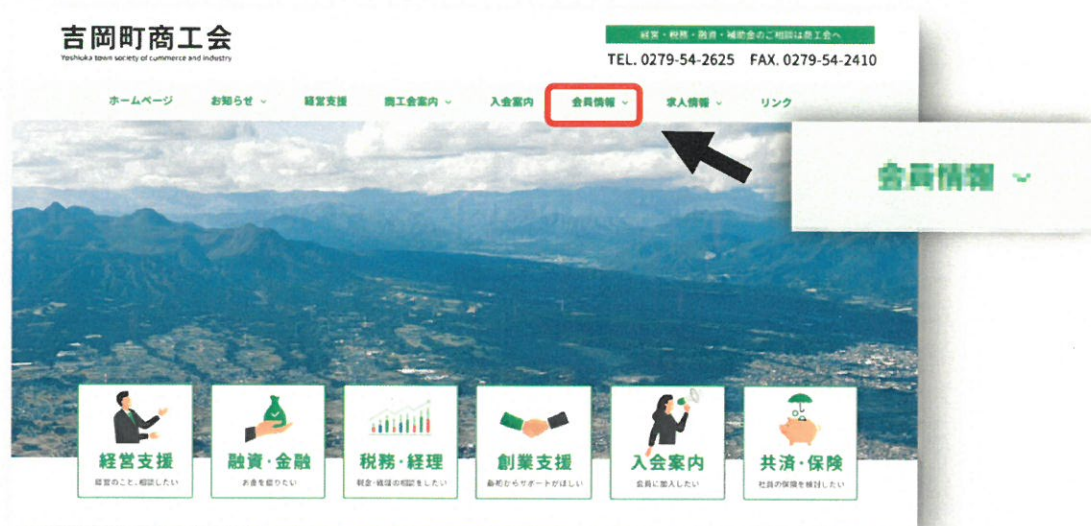 吉岡町商工会
Yoshioka town society of commerce and industry
経営・税務・融資・補助金のご相談は商工会へ
TEL. 0279-54-2625 FAX. 0279-54-2410
ホームページ お知らせ 経営支援 商工会案内 入会案内 会員情報 求人情報 リンク
会員情報
経営支援 融資・金融 税務・経理 創業支援 入会案内 共済・保険
経営のこと、相談したい お金を借りたい 税金・経理の相談をしたい 最初からサポートがほしい 会員に加入したい 社員の保険を検討したい